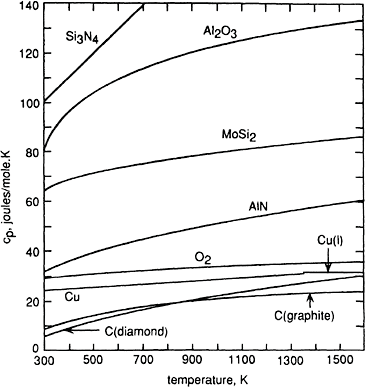 140
Si3N4
Al2O3
120
100
80
MoSi2
60
AlN
40
O2
Cu(l)
20
Cu
C(diamond)
C(graphite)
0
300 500 700 900 1100 1300 1500
cp, joules/mole.K
temperature, K